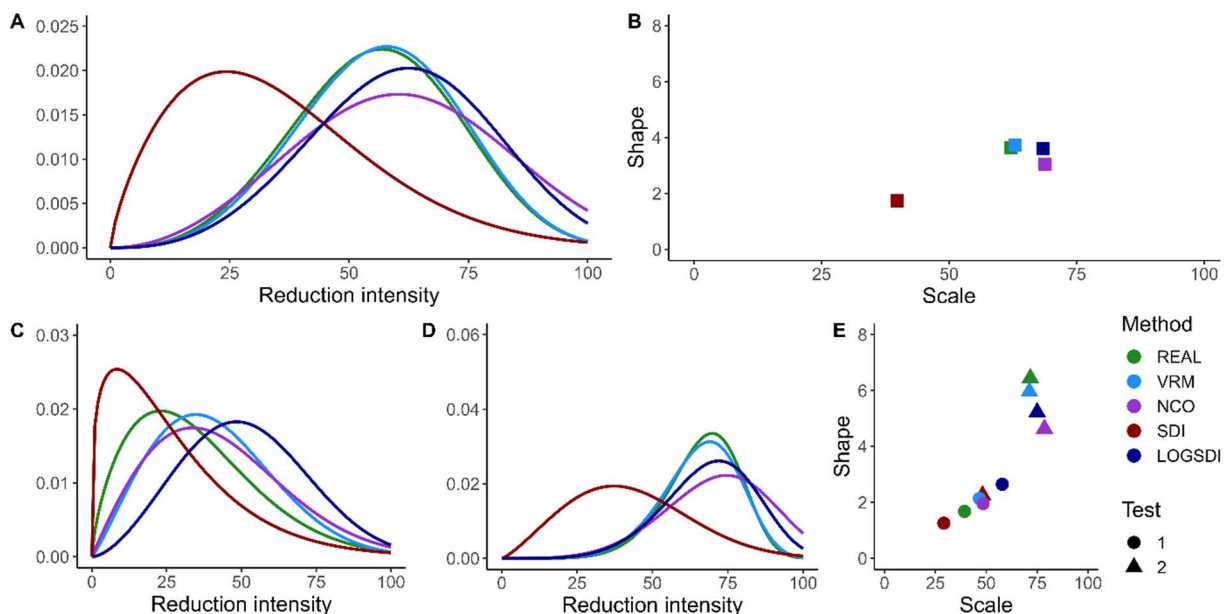 A
0.025
0.020
0.015
0.010
0.005
0.000
0
25
50
75
100
Reduction intensity
B
8
6
4
2
0
Shape
0
25
50
75
100
Scale
C
0.03
0.02
0.01
0.00
0
25
50
75
100
Reduction intensity
D
0.06
0.04
0.02
0.00
0
25
50
75
100
Reduction intensity
E
8
6
4
2
0
Shape
0
25
50
75
100
Scale
Method
REAL
VRM
NCO
SDI
LOGSDI
Test
1
2